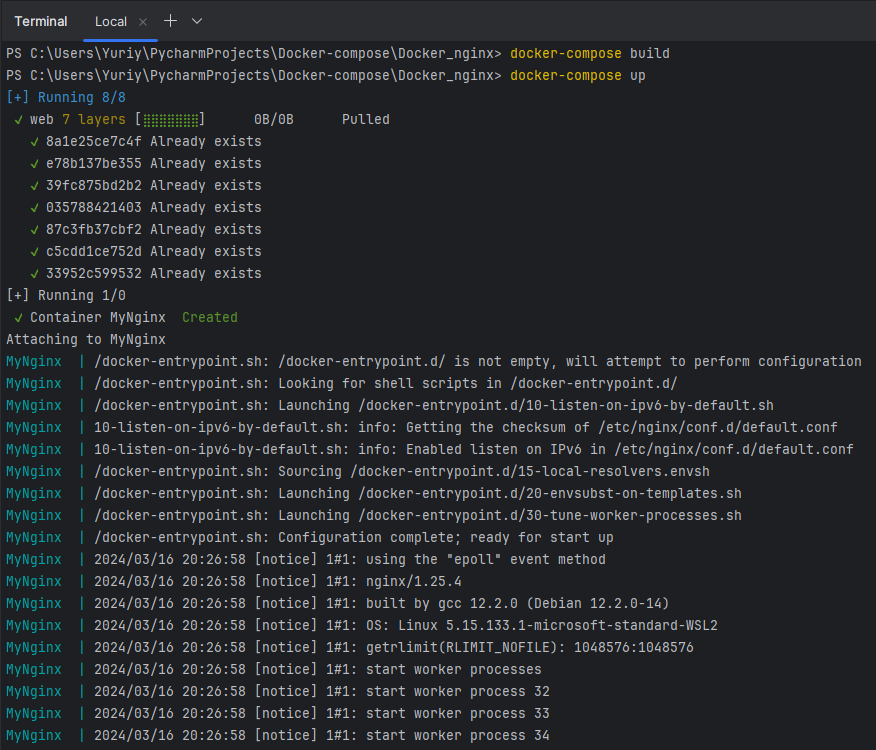 Terminal Local × + ∨
PS C:\Users\Yuriy\PycharmProjects\Docker-compose\Docker_nginx> docker-compose build
PS C:\Users\Yuriy\PycharmProjects\Docker-compose\Docker_nginx> docker-compose up
[+] Running 8/8
✓ web 7 layers [⣿⣿⣿⣿⣿⣿⣿] 0B/0B Pulled
✓ 8a1e25ce7c4f Already exists
✓ e78b137be355 Already exists
✓ 39fc875bd2b2 Already exists
✓ 035788421403 Already exists
✓ 87c3fb37cbf2 Already exists
✓ c5cdd1ce752d Already exists
✓ 33952c599532 Already exists
[+] Running 1/0
✓ Container MyNginx Created
Attaching to MyNginx
MyNginx | /docker-entrypoint.sh: /docker-entrypoint.d/ is not empty, will attempt to perform configuration
MyNginx | /docker-entrypoint.sh: Looking for shell scripts in /docker-entrypoint.d/
MyNginx | /docker-entrypoint.sh: Launching /docker-entrypoint.d/10-listen-on-ipv6-by-default.sh
MyNginx | 10-listen-on-ipv6-by-default.sh: info: Getting the checksum of /etc/nginx/conf.d/default.conf
MyNginx | 10-listen-on-ipv6-by-default.sh: info: Enabled listen on IPv6 in /etc/nginx/conf.d/default.conf
MyNginx | /docker-entrypoint.sh: Sourcing /docker-entrypoint.d/15-local-resolvers.envsh
MyNginx | /docker-entrypoint.sh: Launching /docker-entrypoint.d/20-envsubst-on-templates.sh
MyNginx | /docker-entrypoint.sh: Launching /docker-entrypoint.d/30-tune-worker-processes.sh
MyNginx | /docker-entrypoint.sh: Configuration complete; ready for start up
MyNginx | 2024/03/16 20:26:58 [notice] 1#1: using the "epoll" event method
MyNginx | 2024/03/16 20:26:58 [notice] 1#1: nginx/1.25.4
MyNginx | 2024/03/16 20:26:58 [notice] 1#1: built by gcc 12.2.0 (Debian 12.2.0-14)
MyNginx | 2024/03/16 20:26:58 [notice] 1#1: OS: Linux 5.15.133.1-microsoft-standard-WSL2
MyNginx | 2024/03/16 20:26:58 [notice] 1#1: getrlimit(RLIMIT_NOFILE): 1048576:1048576
MyNginx | 2024/03/16 20:26:58 [notice] 1#1: start worker processes
MyNginx | 2024/03/16 20:26:58 [notice] 1#1: start worker process 32
MyNginx | 2024/03/16 20:26:58 [notice] 1#1: start worker process 33
MyNginx | 2024/03/16 20:26:58 [notice] 1#1: start worker process 34